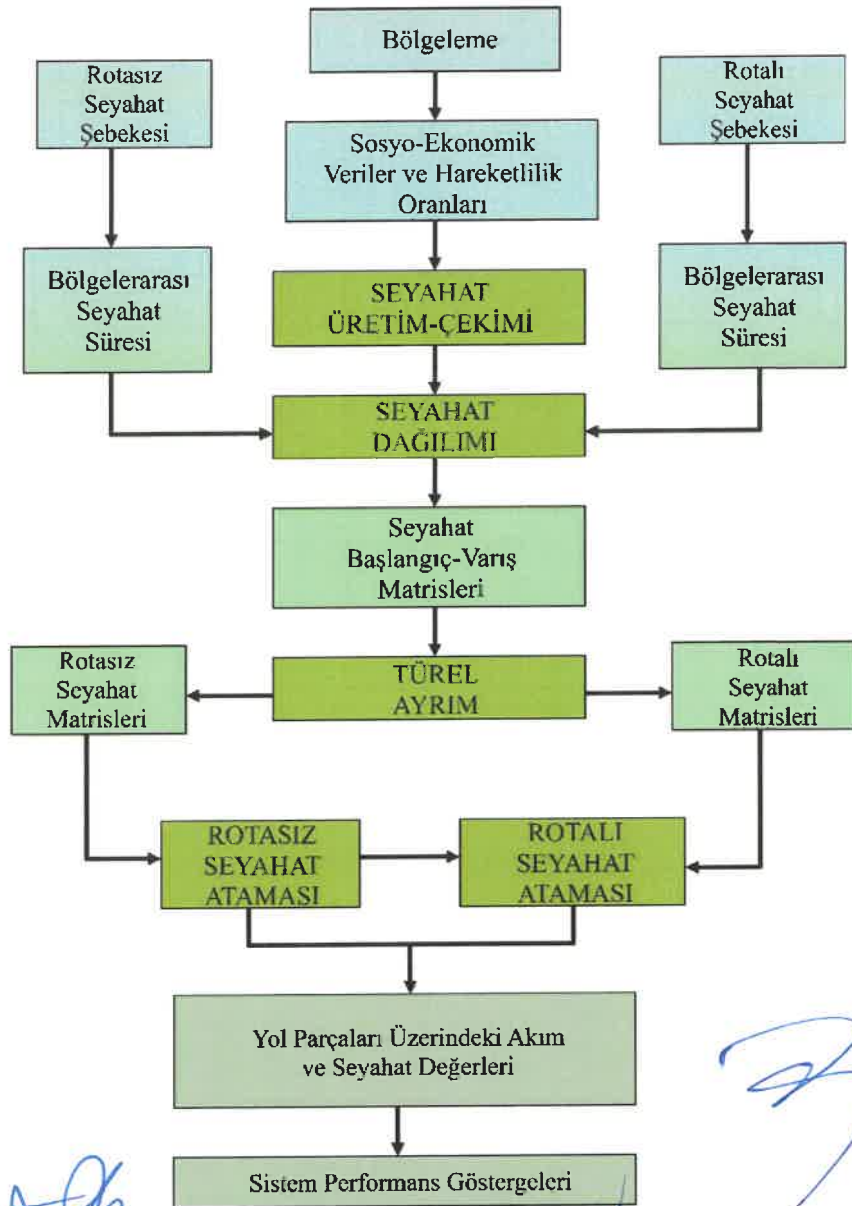 Bölgeleme
Rotasız
Seyahat
Şebekesi
Rotalı
Seyahat
Şebekesi
Sosyo-Ekonomik
Veriler ve Hareketlilik
Oranları
Bölgelerarası
Seyahat
Süresi
SEYAHAT
ÜRETİM-ÇEKİMİ
Bölgelerarası
Seyahat
Süresi
SEYAHAT
DAĞILIMI
Seyahat
Başlangıç-Varış
Matrisleri
Rotasız
Seyahat
Matrisleri
TÜREL
AYRIM
Rotalı
Seyahat
Matrisleri
ROTASIZ
SEYAHAT
ATAMASI
ROTALI
SEYAHAT
ATAMASI
Yol Parçaları Üzerindeki Akım
ve Seyahat Değerleri
Sistem Performans Göstergeleri